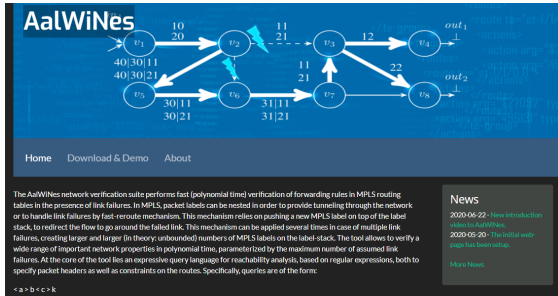 AalWiNes
10
20
11
21
out1
⊥
v1
v2
v3
12
v4
40|30|11
40|30|21
11
21
22
out2
⊥
v5
v6
v7
v8
30|11
30|21
31|11
31|21
Home Download & Demo About
The AalWiNes network verification suite performs fast (polynomial time) verification of forwarding rules in MPLS routing
tables in the presence of link failures. In MPLS, packet labels can be nested in order to provide tunneling through the network
or to handle link failures by fast-reroute mechanism. This mechanism relies on pushing a new MPLS label on top of the label
stack, to redirect the flow to go around the failed link. This mechanism can be applied several times in case of multiple link
failures, creating larger and larger (in theory: unbounded) numbers of MPLS labels on the label-stack. The tool allows to verify a
wide range of important network properties in polynomial time, parameterized by the maximum number of assumed link
failures. At the core of the tool lies an expressive query language for reachability analysis, based on regular expressions, both to
specify packet headers as well as constraints on the routes. Specifically, queries are of the form:
< a > b < c > k
News
2020-06-22 - New introduction
video to AalWiNes.
2020-05-20 - The initial web-
page has been setup.
More News